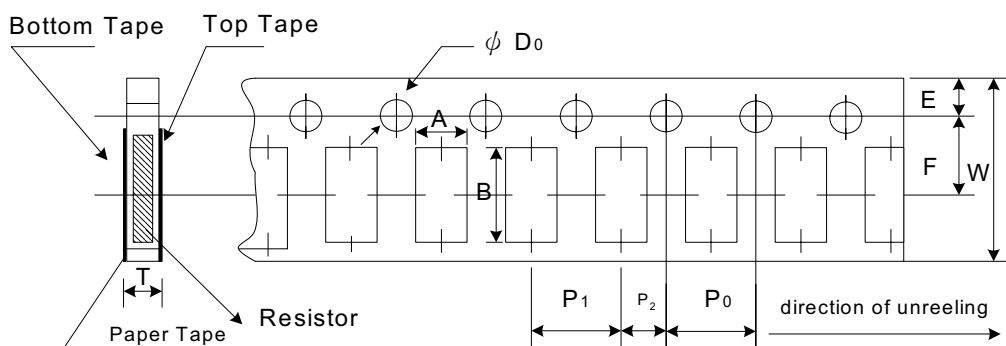 Bottom Tape
Top Tape
ϕ D0
E
A
F
W
B
T
P1
P2
P0
direction of unreeling
Resistor
Paper Tape